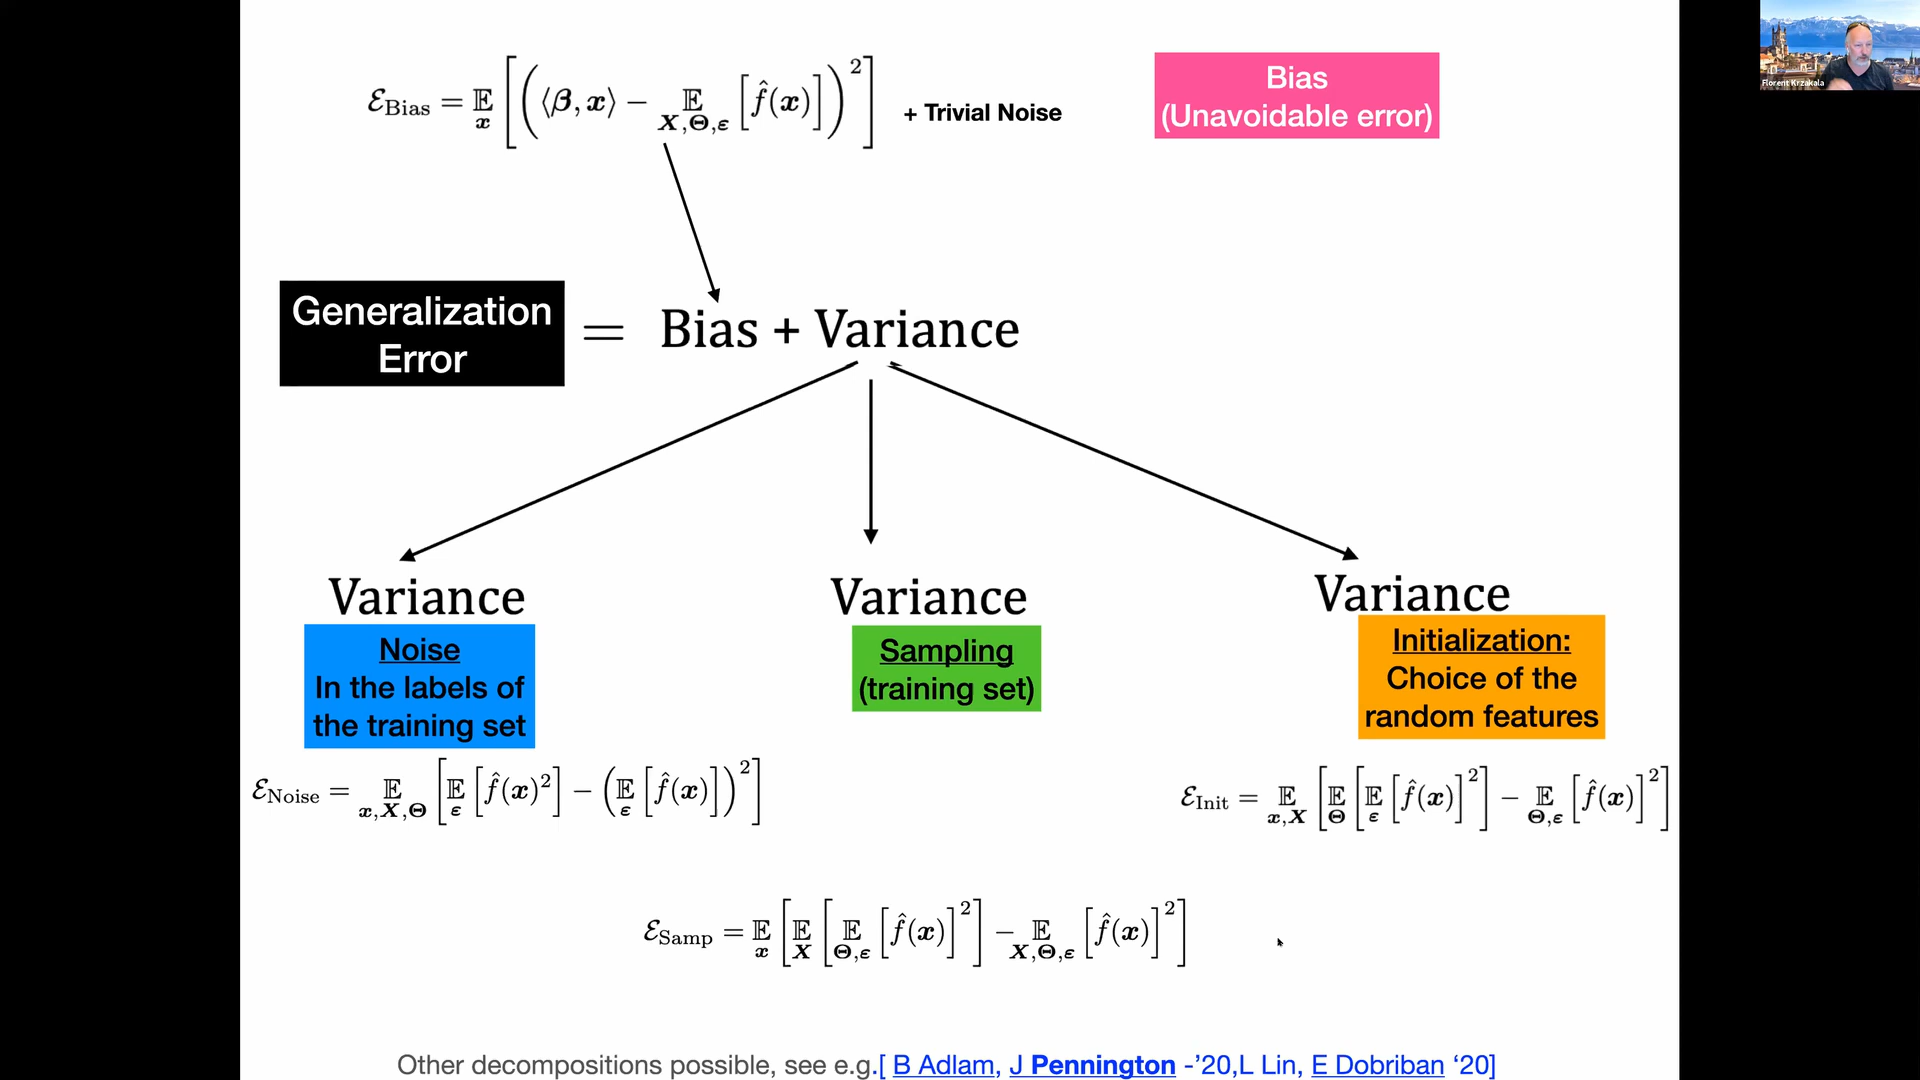 Florent Krzakala
ℰ_Bias = 𝔼_x [ ( ⟨β, x⟩ − 𝔼_{X,Θ,ε} [ f̂(x) ] )² ] + Trivial Noise
Bias
(Unavoidable error)
Generalization
Error
= Bias + Variance
Variance
Noise
In the labels of
the training set
Variance
Sampling
(training set)
Variance
Initialization:
Choice of the
random features
ℰ_Noise = 𝔼_{x,X,Θ} [ 𝔼_ε [ f̂(x)² ] − ( 𝔼_ε [ f̂(x) ] )² ]
ℰ_Init = 𝔼_{x,X} [ 𝔼_Θ [ 𝔼_ε [ f̂(x) ]² ] − 𝔼_{Θ,ε} [ f̂(x) ]² ]
ℰ_Samp = 𝔼_x [ 𝔼_X [ 𝔼_{Θ,ε} [ f̂(x) ]² ] − 𝔼_{X,Θ,ε} [ f̂(x) ]² ]
Other decompositions possible, see e.g.[ B Adlam, J Pennington -’20,L Lin, E Dobriban ‘20]